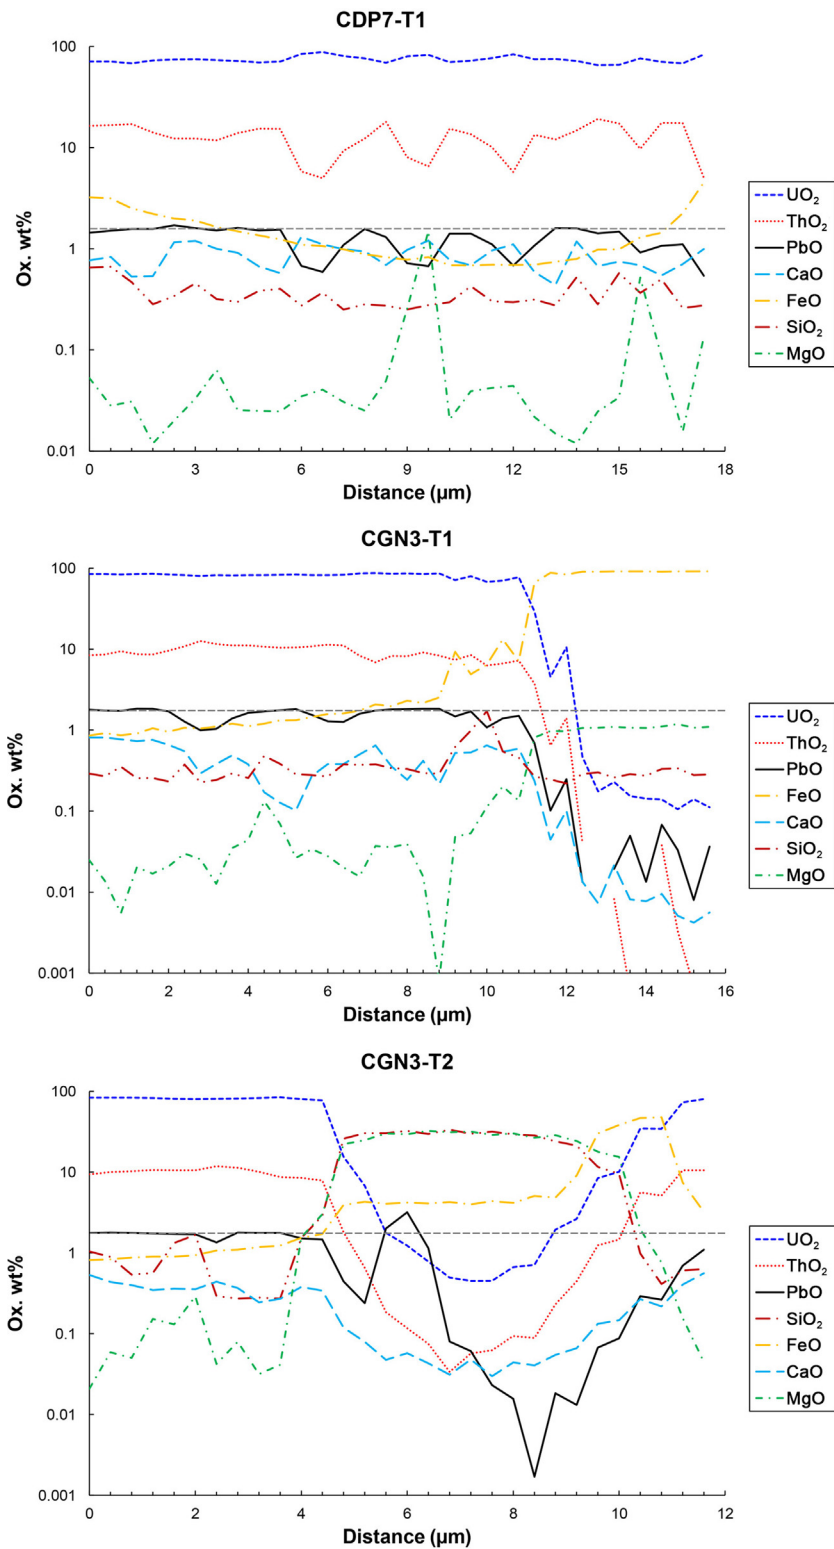 CDP7-T1
100
10
1
0.1
0.01
Ox. wt%
0 3 6 9 12 15 18
Distance (µm)
UO₂
ThO₂
PbO
CaO
FeO
SiO₂
MgO
CGN3-T1
100
10
1
0.1
0.01
0.001
Ox. wt%
0 2 4 6 8 10 12 14 16
Distance (µm)
UO₂
ThO₂
PbO
FeO
CaO
SiO₂
MgO
CGN3-T2
100
10
1
0.1
0.01
0.001
Ox. wt%
0 2 4 6 8 10 12
Distance (µm)
UO₂
ThO₂
PbO
SiO₂
FeO
CaO
MgO